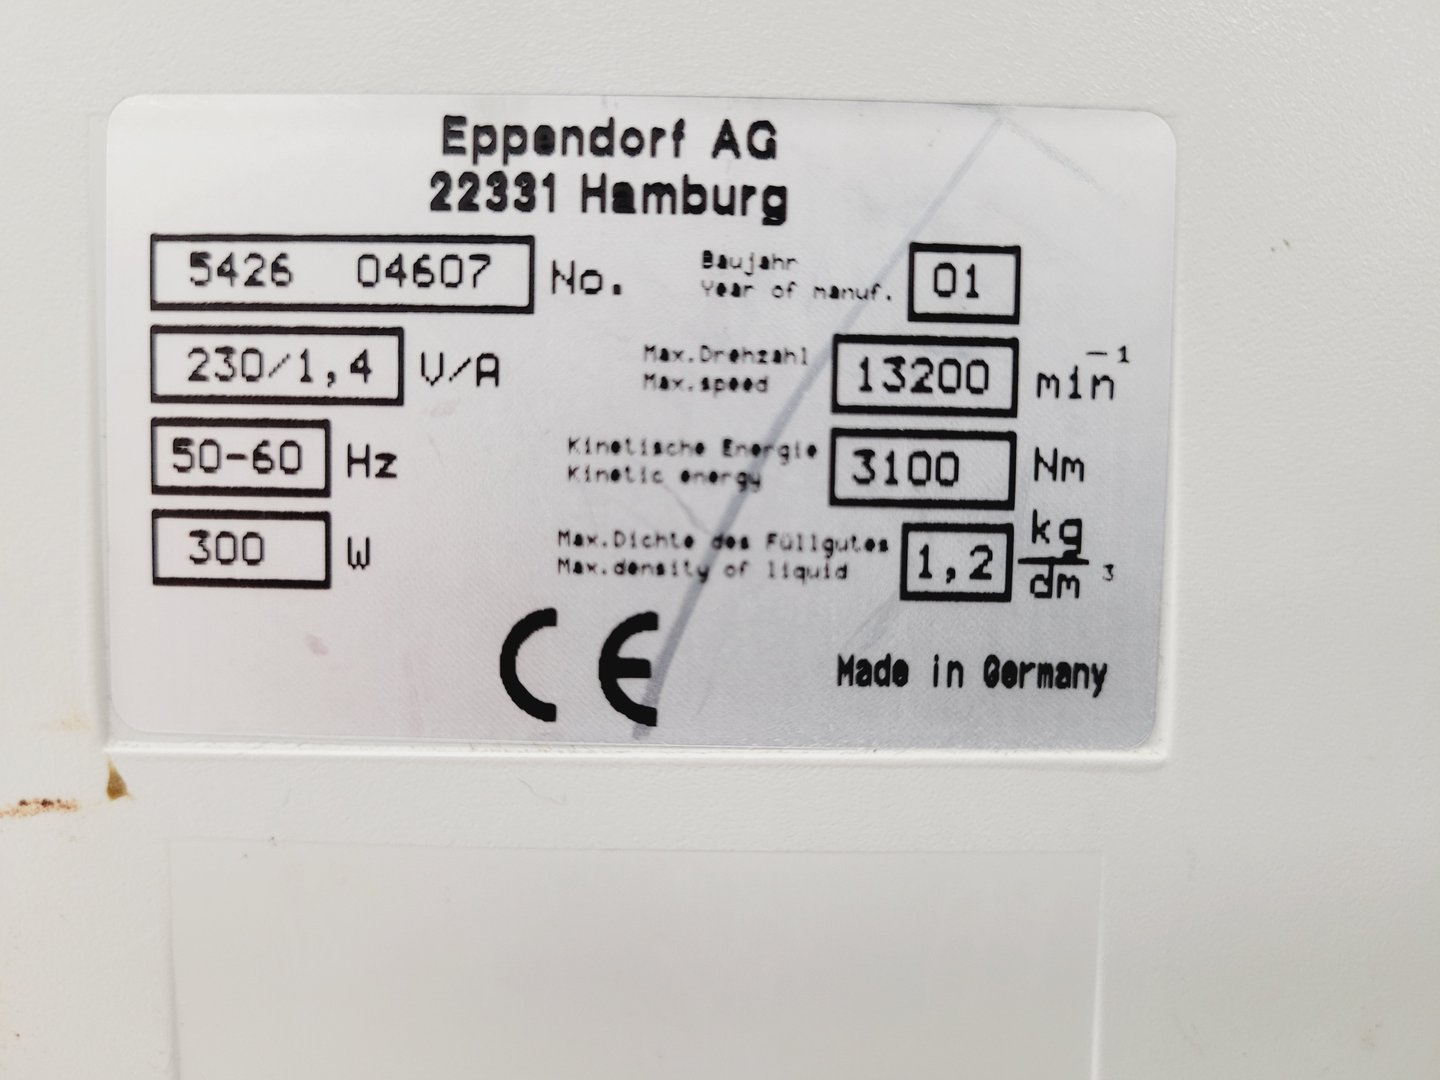 Eppendorf AG
22331 Hamburg
5426 04607 No.
Baujahr
Year of manuf. 01
230/1,4 V/A
Max.Drehzahl
Max.speed 13200 min⁻¹
50-60 Hz
Kinetische Energie
Kinetic energy 3100 Nm
300 W
Max.Dichte des Füllgutes
Max.density of liquid 1,2 kg/dm³
CE
Made in Germany